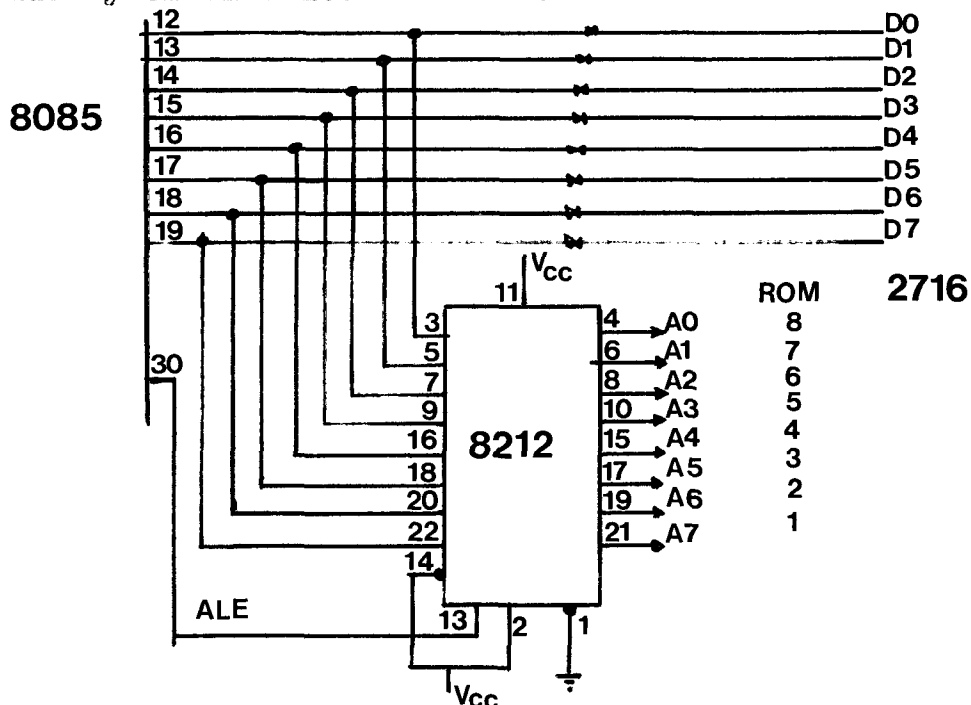 12 D0
13 D1
14 D2
8085 15 D3
16 D4
17 D5
18 D6
19 D7
Vcc
11 ROM 2716
3 4 A0 8
5 6 A1 7
30 7 8 A2 6
9 10 A3 5
16 8212 15 A4 4
18 17 A5 3
20 19 A6 2
22 21 A7 1
14
ALE 13 2 1
Vcc